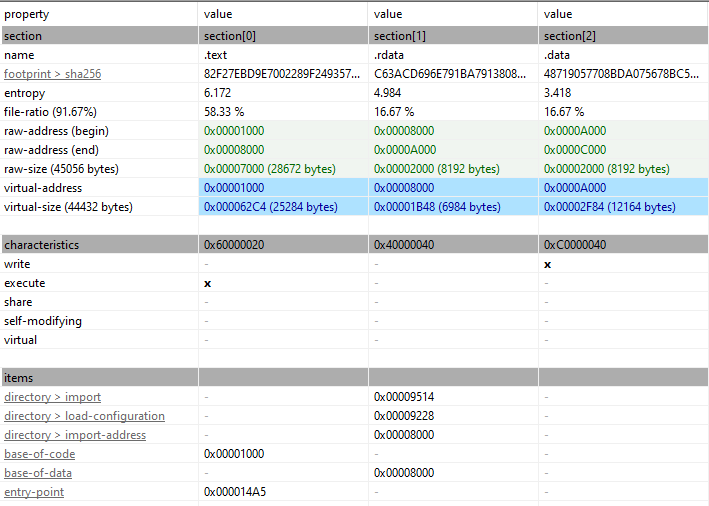 property value value value
section section[0] section[1] section[2]
name .text .rdata .data
footprint > sha256 82F27EBD9E7002289F249357... C63ACD696E791BA7913808... 48719057708BDA075678BC5...
entropy 6.172 4.984 3.418
file-ratio (91.67%) 58.33 % 16.67 % 16.67 %
raw-address (begin) 0x00001000 0x00008000 0x0000A000
raw-address (end) 0x00008000 0x0000A000 0x0000C000
raw-size (45056 bytes) 0x00007000 (28672 bytes) 0x00002000 (8192 bytes) 0x00002000 (8192 bytes)
virtual-address 0x00001000 0x00008000 0x0000A000
virtual-size (44432 bytes) 0x000062C4 (25284 bytes) 0x00001B48 (6984 bytes) 0x00002F84 (12164 bytes)
characteristics 0x60000020 0x40000040 0xC0000040
write - - x
execute x - -
share - - -
self-modifying - - -
virtual - - -
items
directory > import - 0x00009514 -
directory > load-configuration - 0x00009228 -
directory > import-address - 0x00008000 -
base-of-code 0x00001000 - -
base-of-data - 0x00008000 -
entry-point 0x000014A5 - -